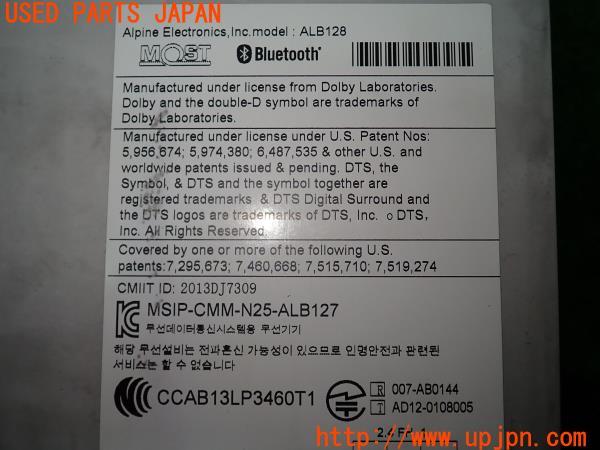 USED PARTS JAPAN
Alpine Electronics,Inc.model : ALB128
MOST Bluetooth®
Manufactured under license from Dolby Laboratories.
Dolby and the double-D symbol are trademarks of
Dolby Laboratories.
Manufactured under license under U.S. Patent Nos:
5,956,674; 5,974,380; 6,487,535 & other U.S. and
worldwide patents issued & pending. DTS, the
Symbol, & DTS and the symbol together are
registered trademarks & DTS Digital Surround and
the DTS logos are trademarks of DTS, Inc. ⓒ DTS,
Inc. All Rights Reserved.
Covered by one or more of the following U.S.
patents:7,295,673; 7,460,668; 7,515,710; 7,519,274
CMIIT ID: 2013DJ7309
MSIP-CMM-N25-ALB127
무선데이터통신시스템용 무선기기
해당 무선설비는 전파혼신 가능성이 있으므로 인명안전과 관련된
서비스는 할 수 없습니다
CCAB13LP3460T1
R 007-AB0144
T AD12-0108005
http://www.upjpn.com